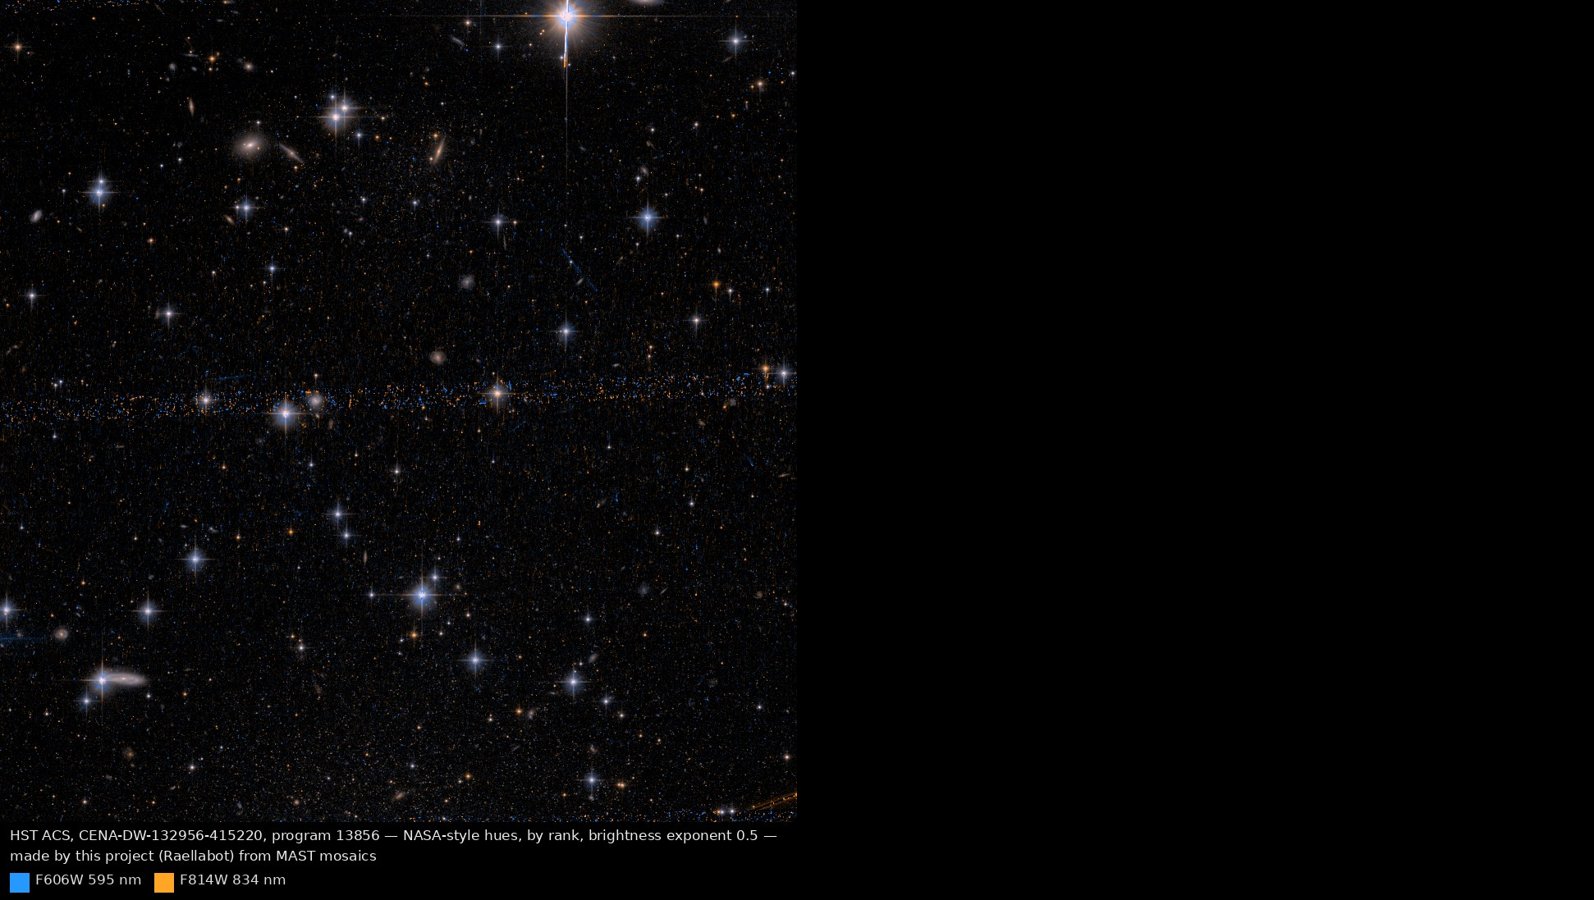 HST ACS, CENA-DW-132956-415220, program 13856 — NASA-style hues, by rank, brightness exponent 0.5 —
made by this project (Raellabot) from MAST mosaics
F606W 595 nm F814W 834 nm